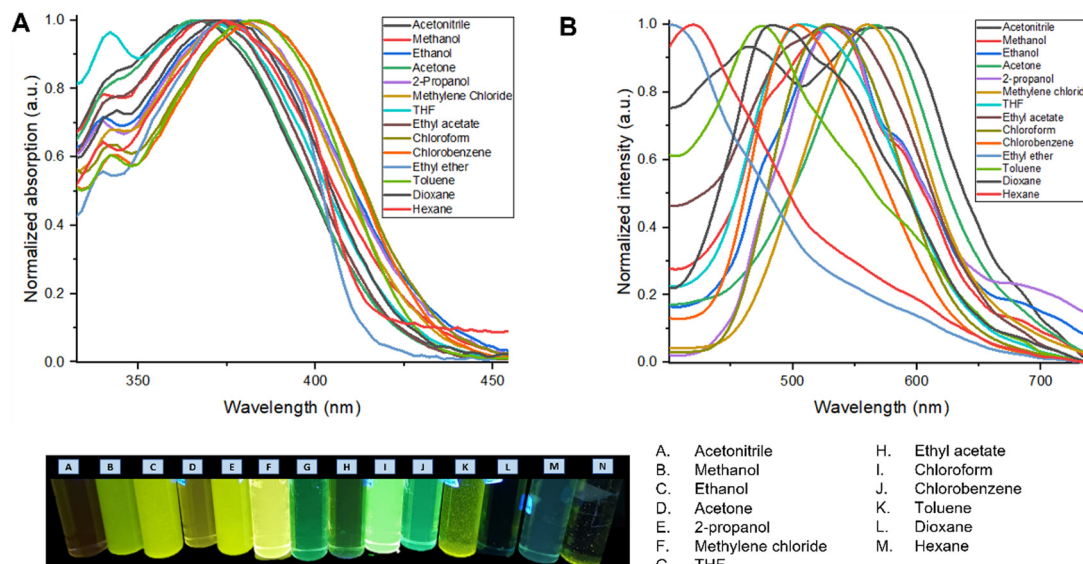 A
B
Normalized absorption (a.u.)
1.0
0.8
0.6
0.4
0.2
0.0
350
400
450
Wavelength (nm)
Acetonitrile
Methanol
Ethanol
Acetone
2-Propanol
Methylene Chloride
THF
Ethyl acetate
Chloroform
Chlorobenzene
Ethyl ether
Toluene
Dioxane
Hexane
Normalized intensity (a.u.)
1.0
0.8
0.6
0.4
0.2
0.0
500
600
700
Wavelength (nm)
Acetonitrile
Methanol
Ethanol
Acetone
2-propanol
Methylene chloride
THF
Ethyl acetate
Chloroform
Chlorobenzene
Ethyl ether
Toluene
Dioxane
Hexane
A B C D E F G H I J K L M N
A. Acetonitrile
B. Methanol
C. Ethanol
D. Acetone
E. 2-propanol
F. Methylene chloride
G. THF
H. Ethyl acetate
I. Chloroform
J. Chlorobenzene
K. Toluene
L. Dioxane
M. Hexane